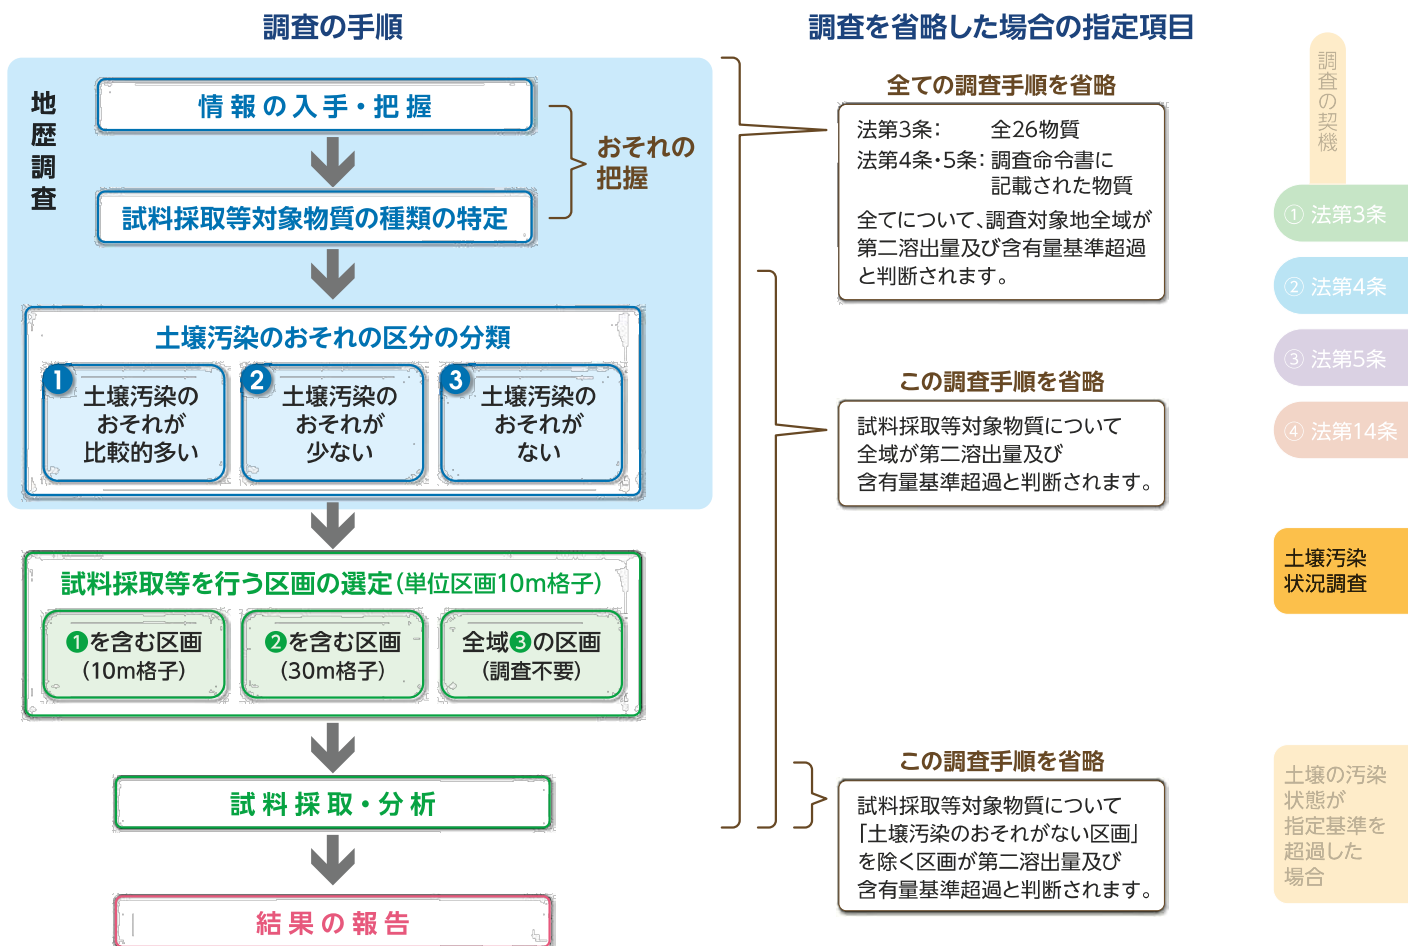 調査の手順
地歴調査
情報の入手・把握
おそれの
把握
試料採取等対象物質の種類の特定
土壌汚染のおそれの区分の分類
1
土壌汚染の
おそれが
比較的多い
2
土壌汚染の
おそれが
少ない
3
土壌汚染の
おそれが
ない
試料採取等を行う区画の選定(単位区画10m格子)
❶を含む区画
(10m格子)
❷を含む区画
(30m格子)
全域❸の区画
(調査不要)
試料採取・分析
結果の報告
調査を省略した場合の指定項目
全ての調査手順を省略
法第3条: 全26物質
法第4条・5条: 調査命令書に
記載された物質
全てについて、調査対象地全域が
第二溶出量及び含有量基準超過
と判断されます。
この調査手順を省略
試料採取等対象物質について
全域が第二溶出量及び
含有量基準超過と判断されます。
この調査手順を省略
試料採取等対象物質について
「土壌汚染のおそれがない区画」
を除く区画が第二溶出量及び
含有量基準超過と判断されます。
調査の契機
① 法第3条
② 法第4条
③ 法第5条
④ 法第14条
土壌汚染
状況調査
土壌の汚染
状態が
指定基準を
超過した
場合